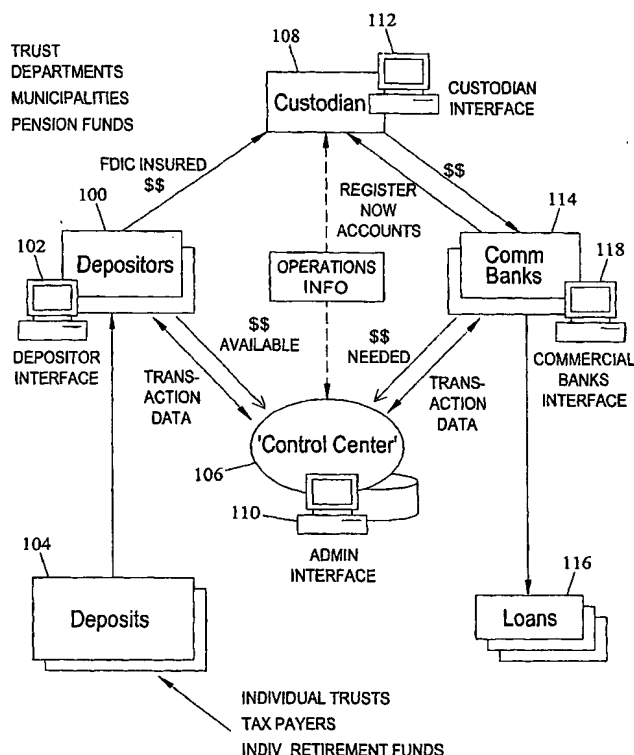 TRUST
DEPARTMENTS
MUNICIPALITIES
PENSION FUNDS
108
112
Custodian
CUSTODIAN
INTERFACE
FDIC INSURED
$$
100
102
Depositors
DEPOSITOR
INTERFACE
REGISTER
NOW
ACCOUNTS
$$
114
Comm
Banks
118
COMMERCIAL
BANKS
INTERFACE
OPERATIONS
INFO
$$
AVAILABLE
TRANS-
ACTION
DATA
$$
NEEDED
TRANS-
ACTION
DATA
'Control Center'
106
110
ADMIN
INTERFACE
104
Deposits
116
Loans
INDIVIDUAL TRUSTS
TAX PAYERS
INDIV RETIREMENT FUNDS